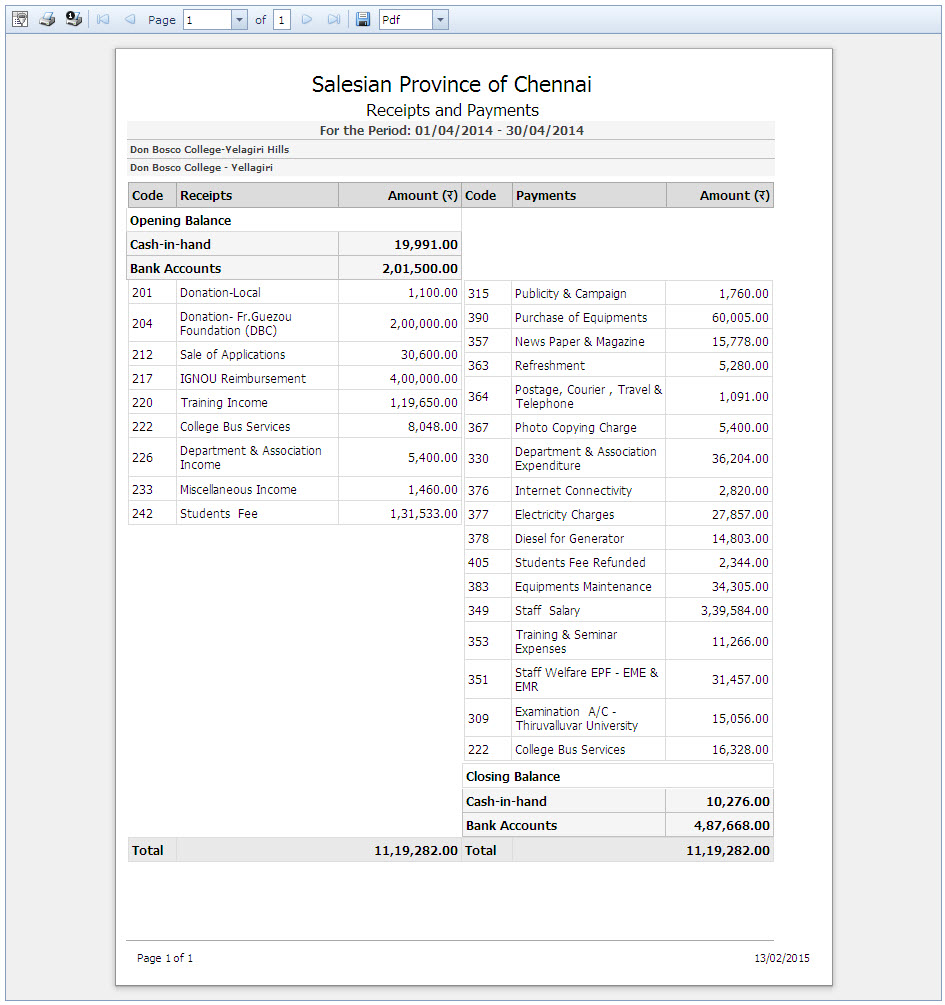 Page 1 of 1 Pdf
Salesian Province of Chennai
Receipts and Payments
For the Period: 01/04/2014 - 30/04/2014
Don Bosco College-Yelagiri Hills
Don Bosco College - Yellagiri
Code Receipts Amount (₹) Code Payments Amount (₹)
Opening Balance
Cash-in-hand 19,991.00
Bank Accounts 2,01,500.00
201 Donation-Local 1,100.00
204 Donation- Fr.Guezou
Foundation (DBC) 2,00,000.00
212 Sale of Applications 30,600.00
217 IGNOU Reimbursement 4,00,000.00
220 Training Income 1,19,650.00
222 College Bus Services 8,048.00
226 Department & Association
Income 5,400.00
233 Miscellaneous Income 1,460.00
242 Students Fee 1,31,533.00
315 Publicity & Campaign 1,760.00
390 Purchase of Equipments 60,005.00
357 News Paper & Magazine 15,778.00
363 Refreshment 5,280.00
364 Postage, Courier , Travel &
Telephone 1,091.00
367 Photo Copying Charge 5,400.00
330 Department & Association
Expenditure 36,204.00
376 Internet Connectivity 2,820.00
377 Electricity Charges 27,857.00
378 Diesel for Generator 14,803.00
405 Students Fee Refunded 2,344.00
383 Equipments Maintenance 34,305.00
349 Staff Salary 3,39,584.00
353 Training & Seminar
Expenses 11,266.00
351 Staff Welfare EPF - EME &
EMR 31,457.00
309 Examination A/C -
Thiruvalluvar University 15,056.00
222 College Bus Services 16,328.00
Closing Balance
Cash-in-hand 10,276.00
Bank Accounts 4,87,668.00
Total 11,19,282.00 Total 11,19,282.00
Page 1 of 1 13/02/2015